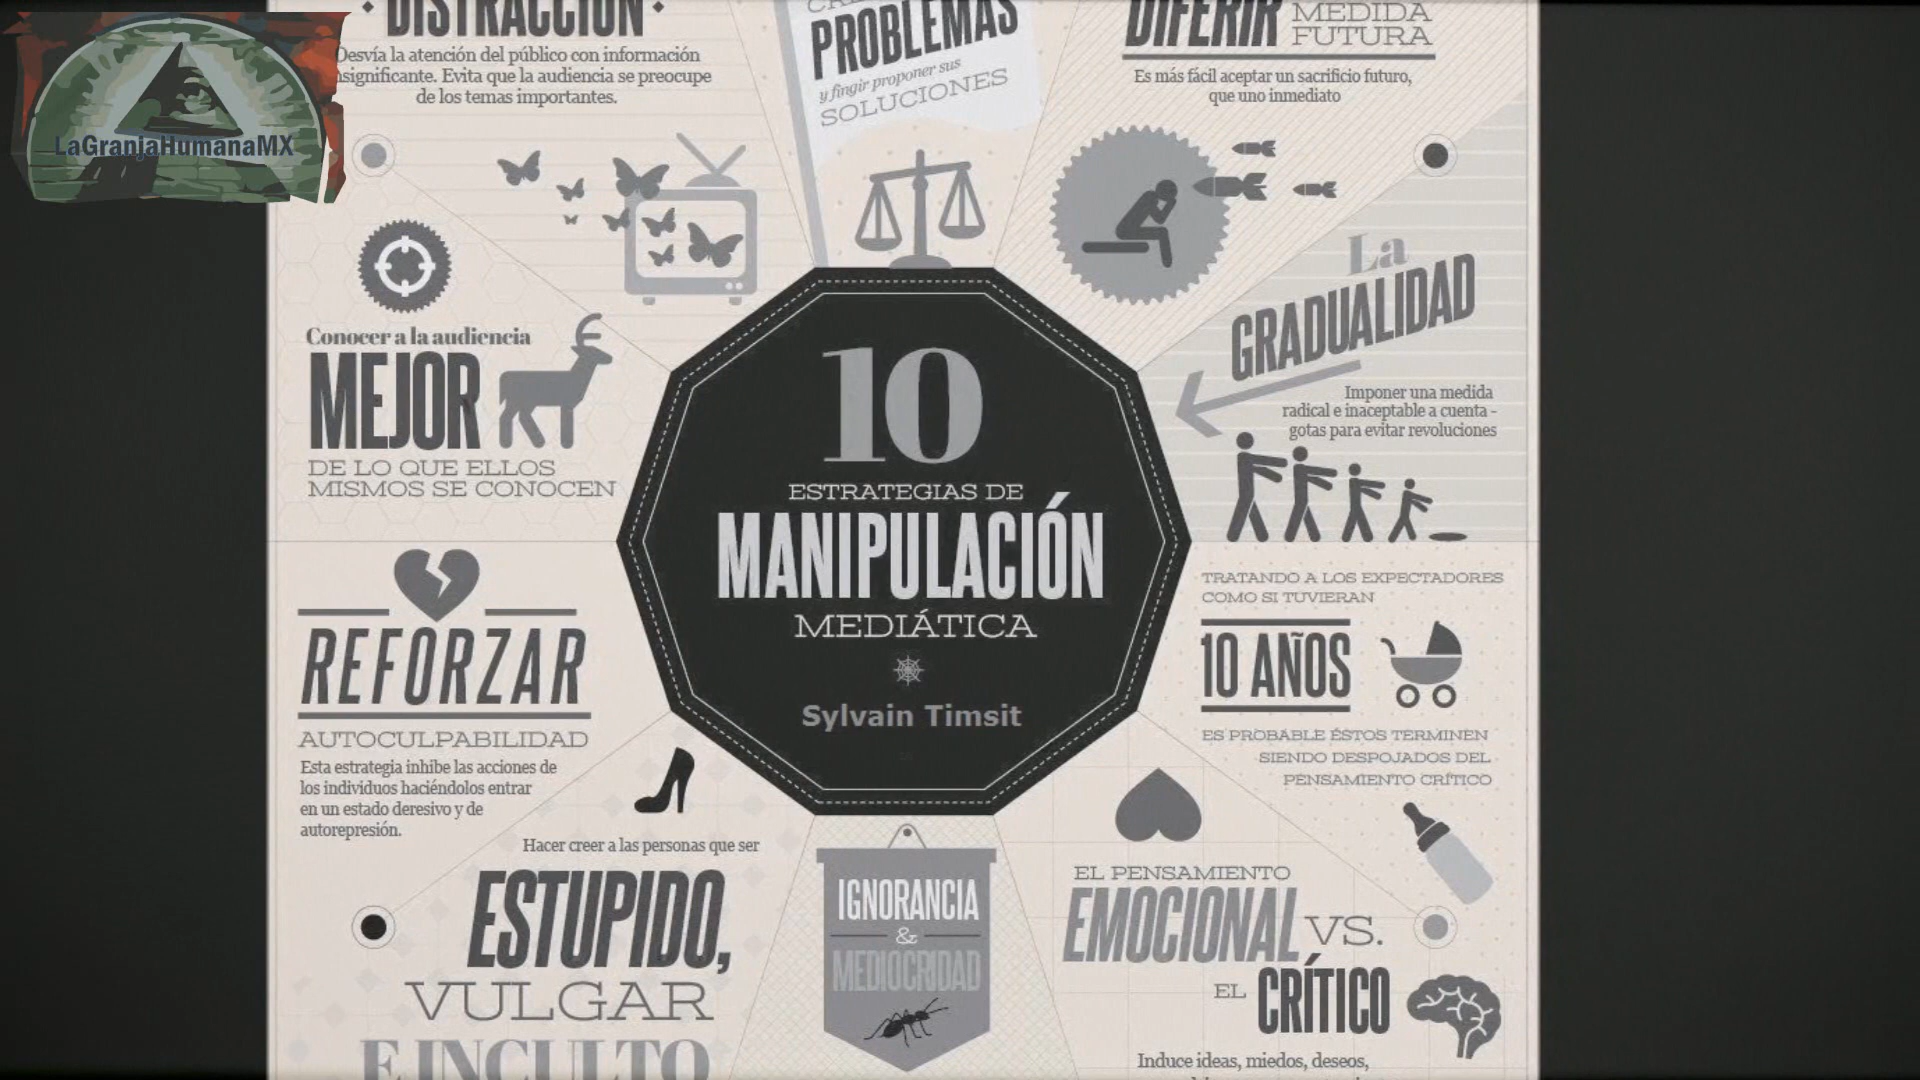 LaGranjaHumanaMX
DISTRACCIÓN
Desvía la atención del público con información
insignificante. Evita que la audiencia se preocupe
de los temas importantes.
PROBLEMAS
y fingir proponer sus
SOLUCIONES
DIFERIR
MEDIDA
FUTURA
Es más fácil aceptar un sacrificio futuro,
que uno inmediato
La
GRADUALIDAD
Imponer una medida
radical e inaceptable a cuenta -
gotas para evitar revoluciones
Conocer a la audiencia
MEJOR
DE LO QUE ELLOS
MISMOS SE CONOCEN
10
ESTRATEGIAS DE
MANIPULACIÓN
MEDIÁTICA
Sylvain Timsit
TRATANDO A LOS EXPECTADORES
COMO SI TUVIERAN
10 AÑOS
ES PROBABLE ÉSTOS TERMINEN
SIENDO DESPOJADOS DEL
PENSAMIENTO CRÍTICO
REFORZAR
AUTOCULPABILIDAD
Esta estrategia inhibe las acciones de
los individuos haciéndolos entrar
en un estado deresivo y de
autorepresión.
Hacer creer a las personas que ser
ESTUPIDO,
VULGAR
E INCULTO
IGNORANCIA
&
MEDIOCRIDAD
EL PENSAMIENTO
EMOCIONAL VS.
EL CRÍTICO
Induce ideas, miedos, deseos,